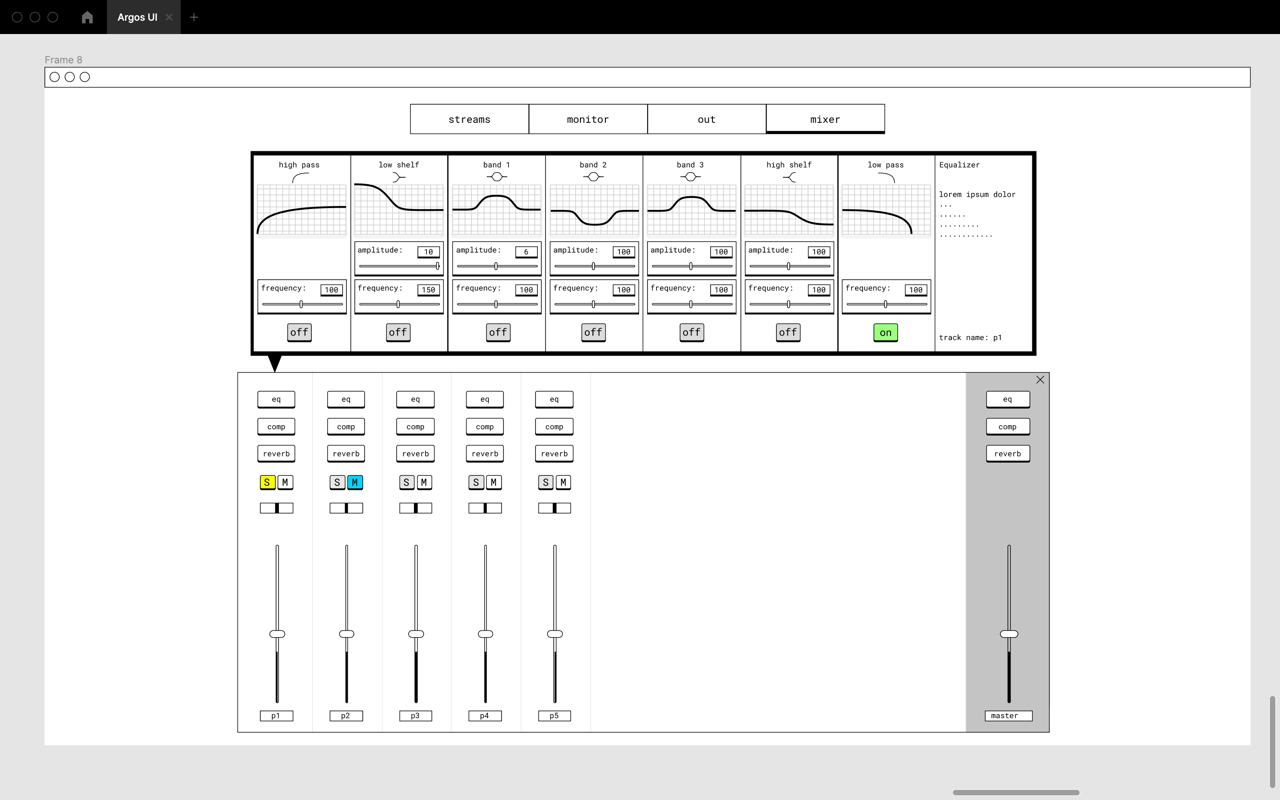 Argos UI
Frame 8
streams monitor out mixer
high pass low shelf band 1 band 2 band 3 high shelf low pass Equalizer
lorem ipsum dolor
...
......
.........
............
amplitude: 10 amplitude: 6 amplitude: 100 amplitude: 100 amplitude: 100
frequency: 100 frequency: 150 frequency: 100 frequency: 100 frequency: 100 frequency: 100 frequency: 100
off off off off off off on track name: p1
eq eq eq eq eq eq
comp comp comp comp comp comp
reverb reverb reverb reverb reverb reverb
S M S M S M S M S M
p1 p2 p3 p4 p5 master